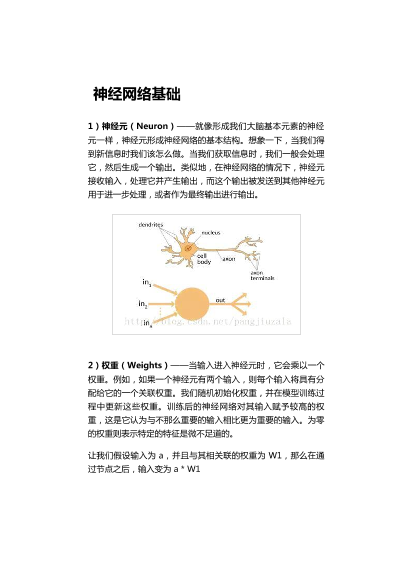 神经网络基础
1）神经元（Neuron）——就像形成我们大脑基本元素的神经
元一样，神经元形成神经网络的基本结构。想象一下，当我们得
到新信息时我们该怎么做。当我们获取信息时，我们一般会处理
它，然后生成一个输出。类似地，在神经网络的情况下，神经元
接收输入，处理它并产生输出，而这个输出被发送到其他神经元
用于进一步处理，或者作为最终输出进行输出。
dendrites
nucleus
cell
body
axon
axon
terminals
in1
in2
inn
out
http://blog.csdn.net/pangjiuzala
2）权重（Weights）——当输入进入神经元时，它会乘以一个
权重。例如，如果一个神经元有两个输入，则每个输入将具有分
配给它的一个关联权重。我们随机初始化权重，并在模型训练过
程中更新这些权重。训练后的神经网络对其输入赋予较高的权
重，这是它认为与不那么重要的输入相比更为重要的输入。为零
的权重则表示特定的特征是微不足道的。
让我们假设输入为 a，并且与其相关联的权重为 W1，那么在通
过节点之后，输入变为 a * W1